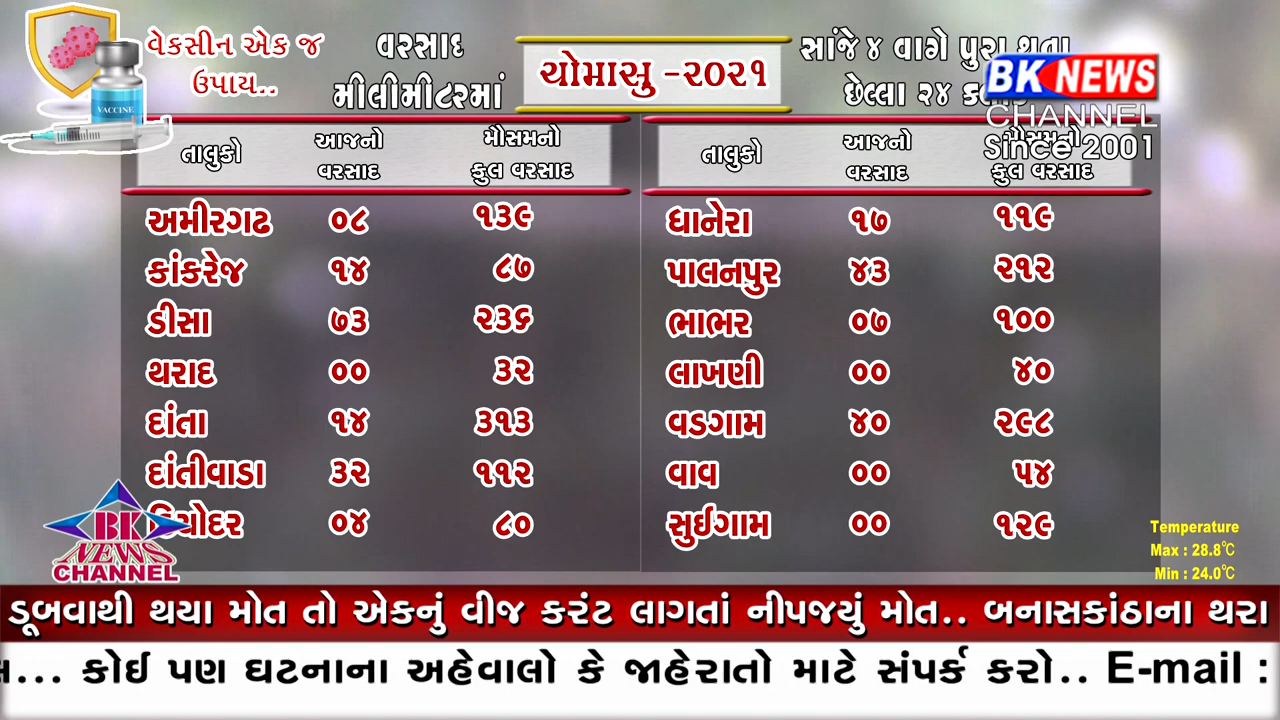 વેકસીન એક જ
ઉપાય..
VACCINE
વરસાદ
મીલીમીટરમાં
ચોમાસુ -૨૦૨૧
સાંજે ૪ વાગે પુરા થતા
છેલ્લા ૨૪
BK NEWS
CHANNEL
Since 2001
તાલુકો આજનો વરસાદ મૌસમનો કુલ વરસાદ
અમીરગઢ ૦૮ ૧૩૯
કાંકરેજ ૧૪ ૮૭
ડીસા ૭૩ ૨૩૬
થરાદ ૦૦ ૩૨
દાંતા ૧૪ ૩૧૩
દાંતીવાડા ૩૨ ૧૧૨
દિયોદર ૦૪ ૮૦
તાલુકો આજનો વરસાદ મૌસમનો કુલ વરસાદ
ધાનેરા ૧૭ ૧૧૯
પાલનપુર ૪૩ ૨૧૨
ભાભર ૦૭ ૧૦૦
લાખણી ૦૦ ૪૦
વડગામ ૪૦ ૨૯૮
વાવ ૦૦ ૫૪
સુઈગામ ૦૦ ૧૨૯
BK
NEWS
CHANNEL
Temperature
Max : 28.8℃
Min : 24.0℃
ડૂબવાથી થયા મોત તો એકનું વીજ કરંટ લાગતાં નીપજયું મોત.. બનાસકાંઠાના થરા
... કોઈ પણ ઘટનાના અહેવાલો કે જાહેરાતો માટે સંપર્ક કરો.. E-mail :